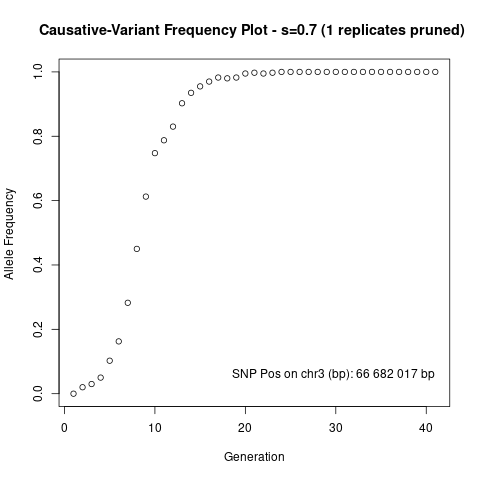 Causative-Variant Frequency Plot - s=0.7 (1 replicates pruned)
Allele Frequency
1.0
0.8
0.6
0.4
0.2
0.0
SNP Pos on chr3 (bp): 66 682 017 bp
0 10 20 30 40
Generation